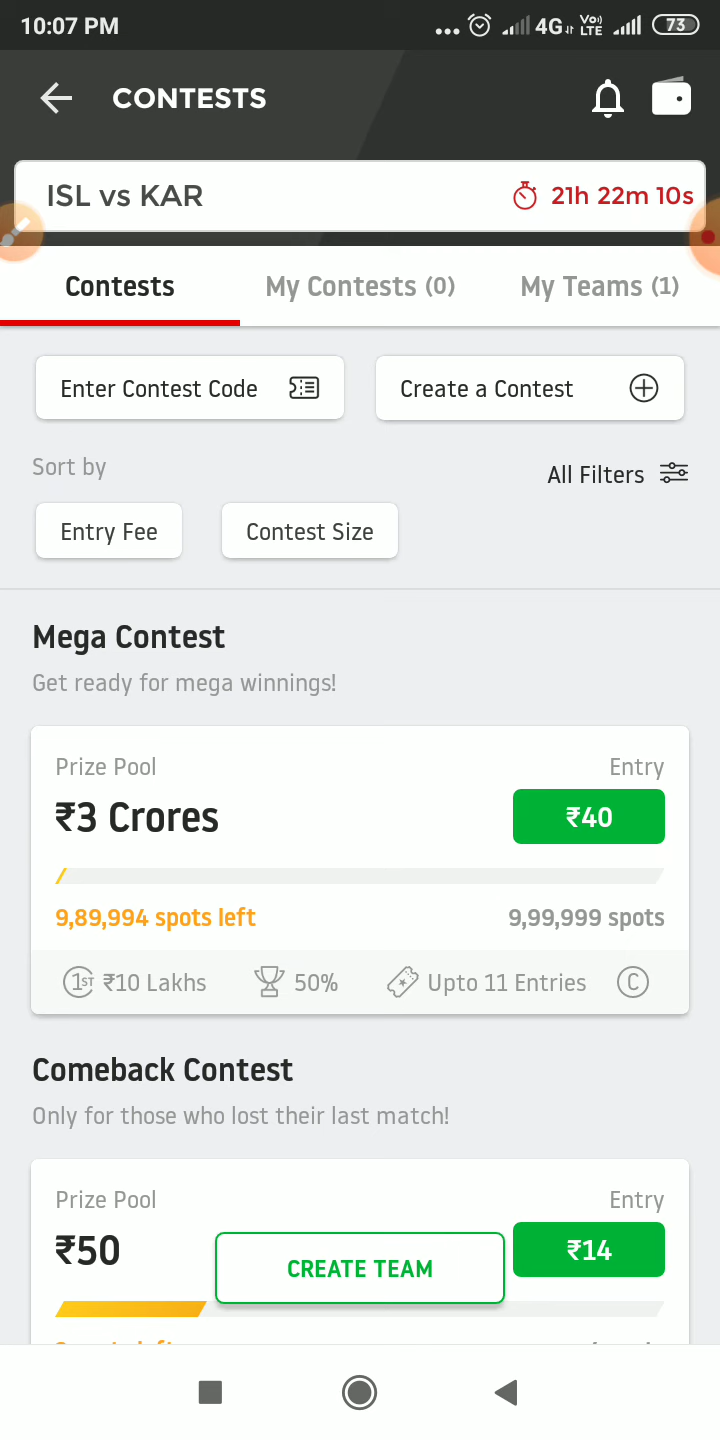 10:07 PM 4G Vo) LTE 73
CONTESTS
ISL vs KAR 21h 22m 10s
Contests My Contests (0) My Teams (1)
Enter Contest Code Create a Contest
Sort by All Filters
Entry Fee Contest Size
Mega Contest
Get ready for mega winnings!
Prize Pool Entry
₹3 Crores ₹40
9,89,994 spots left 9,99,999 spots
1ST ₹10 Lakhs 50% Upto 11 Entries C
Comeback Contest
Only for those who lost their last match!
Prize Pool Entry
₹50 CREATE TEAM ₹14